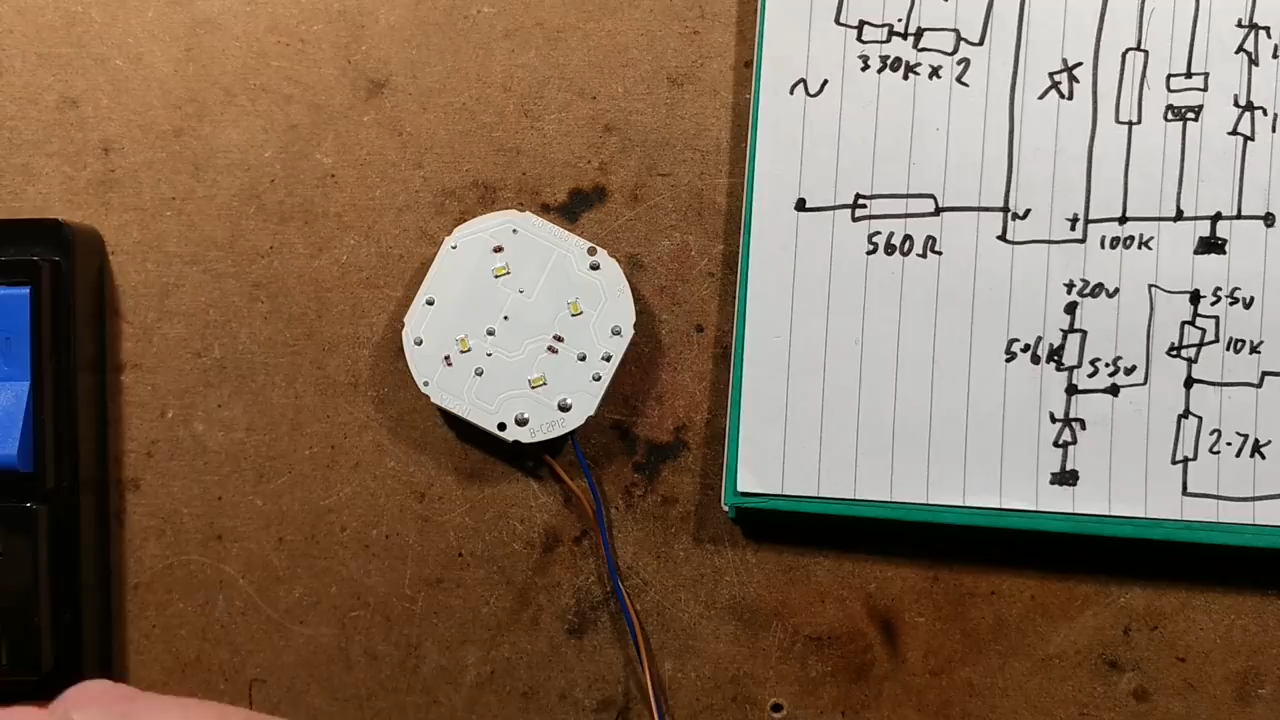 330K x 2
~
560Ω
~
+
100K
+20V
5.6K
5.5V
+5.5V
10K
2.7K
B-C2P12